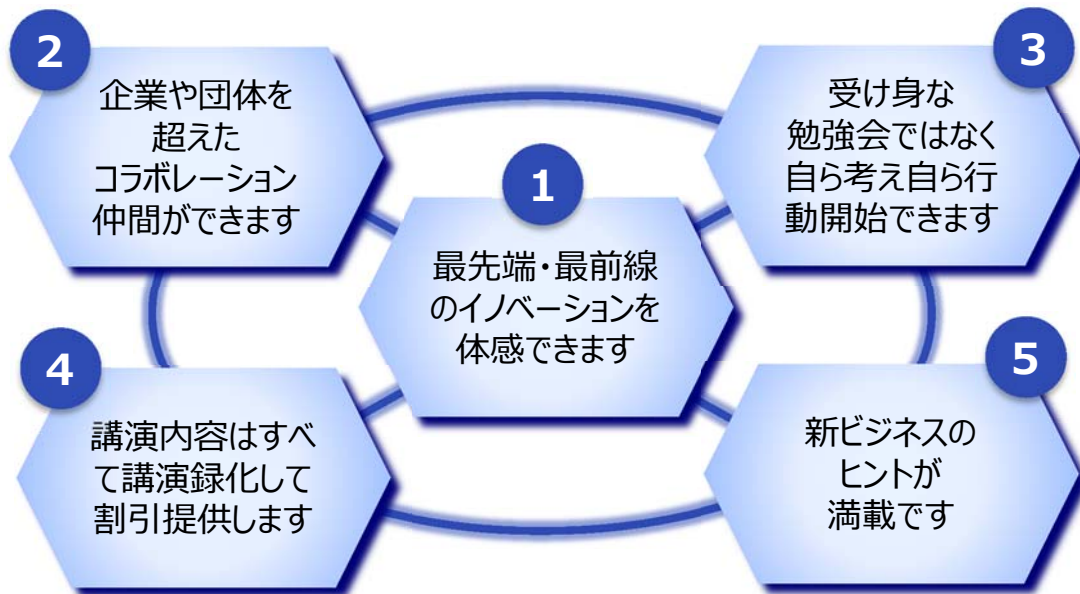 1
最先端・最前線
のイノベーションを
体感できます
2
企業や団体を
超えた
コラボレーション
仲間ができます
3
受け身な
勉強会ではなく
自ら考え自ら行
動開始できます
4
講演内容はすべ
て講演録化して
割引提供します
5
新ビジネスの
ヒントが
満載です